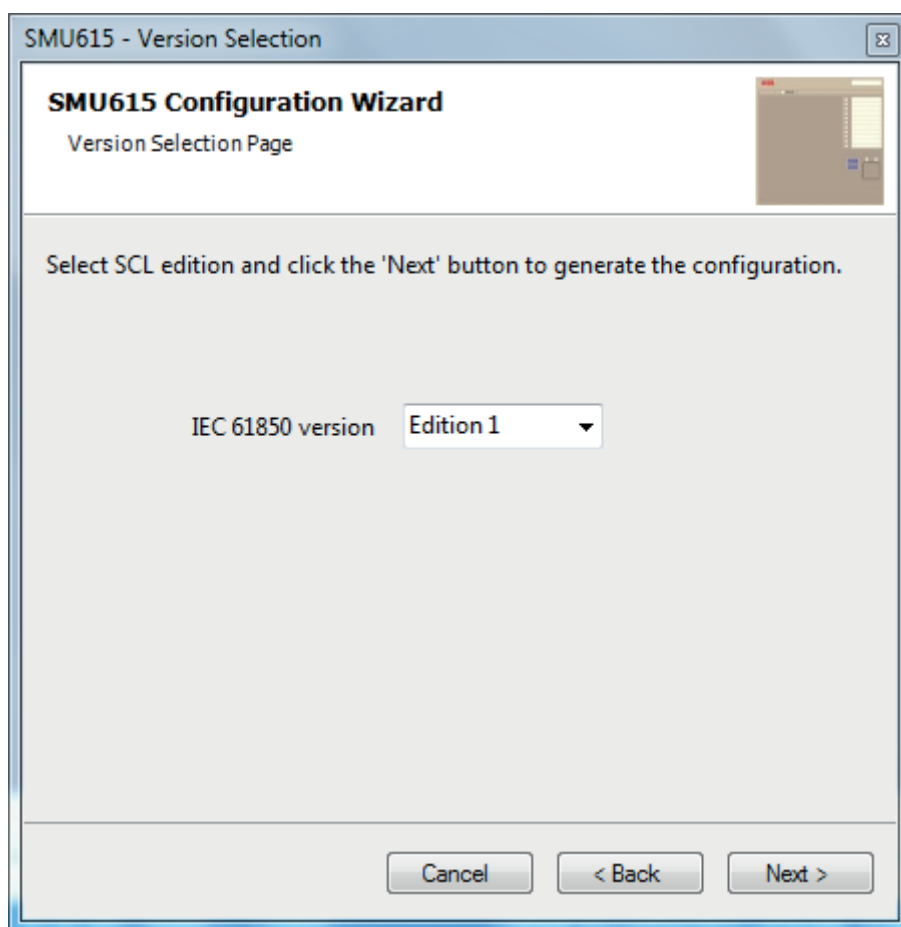 SMU615 - Version Selection
SMU615 Configuration Wizard
Version Selection Page
Select SCL edition and click the 'Next' button to generate the configuration.
IEC 61850 version
Edition 1
Cancel
< Back
Next >